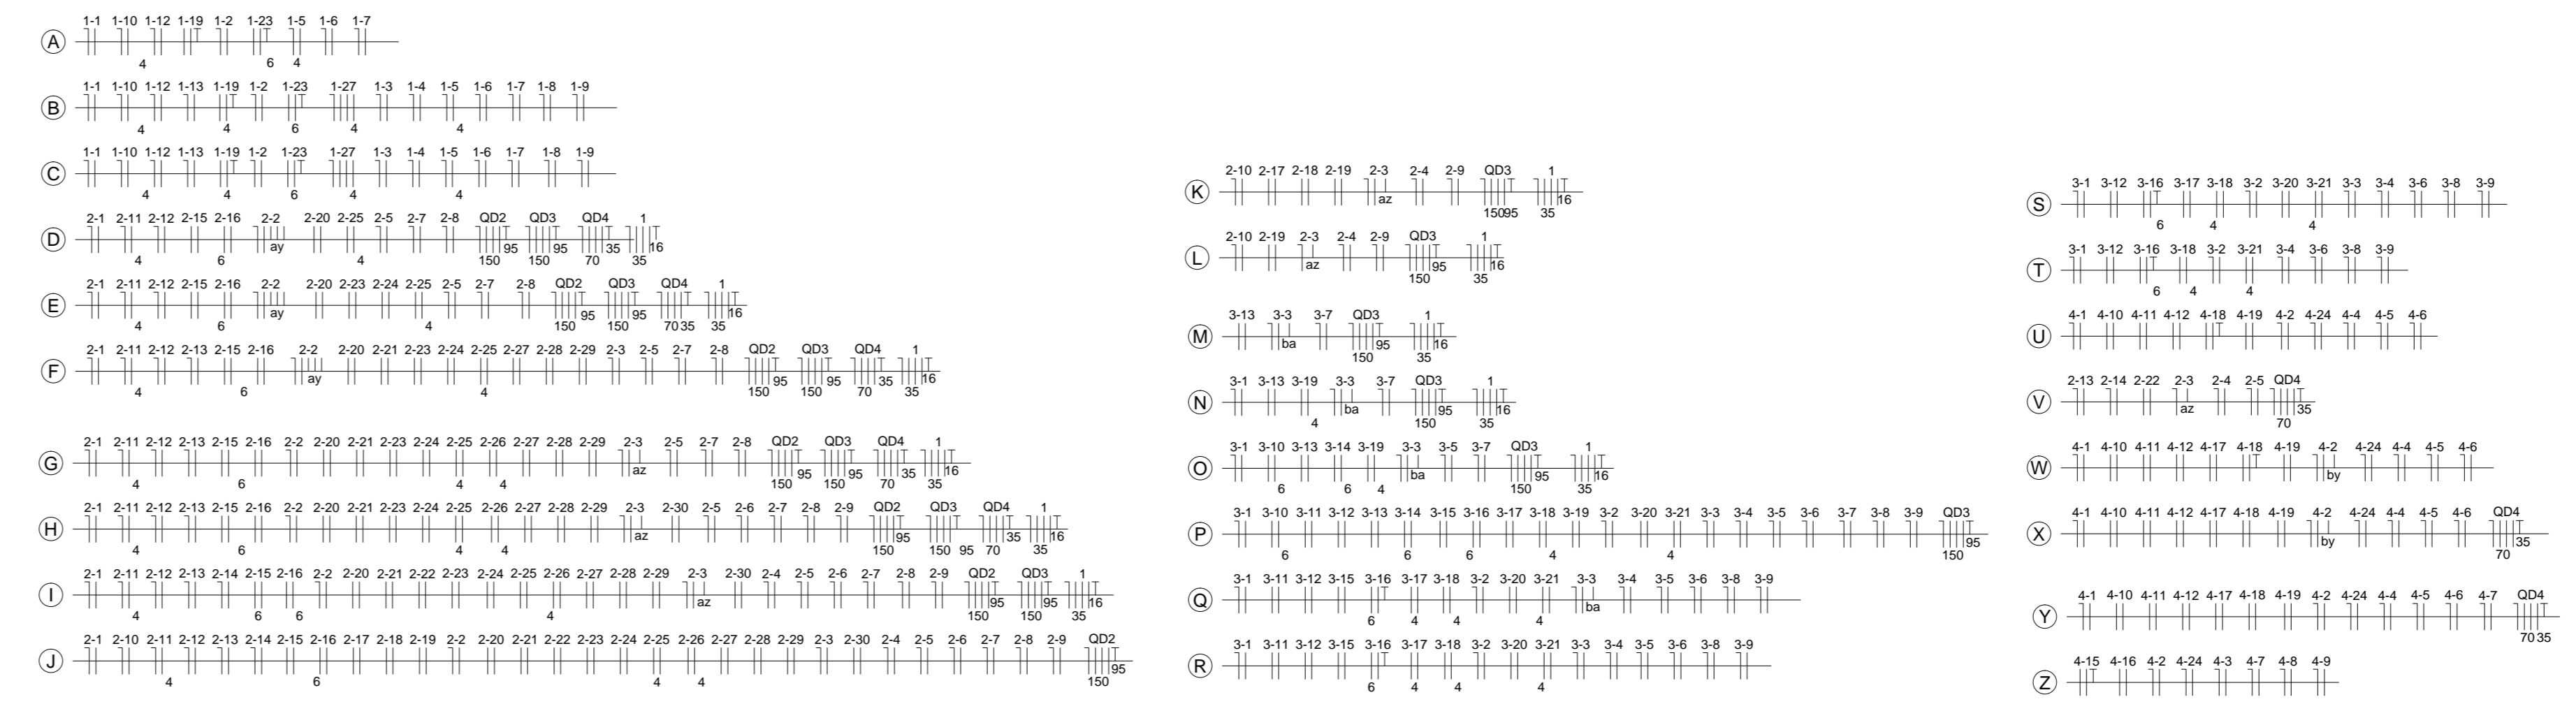 1-1 1-10 1-12 1-19 1-2 1-23 1-5 1-6 1-7
A
4 6 4
1-1 1-10 1-12 1-13 1-19 1-2 1-23 1-27 1-3 1-4 1-5 1-6 1-7 1-8 1-9
B
4 4 6 4 4
1-1 1-10 1-12 1-13 1-19 1-2 1-23 1-27 1-3 1-4 1-5 1-6 1-7 1-8 1-9
C
4 4 6 4 4
2-1 2-11 2-12 2-15 2-16 2-2 2-20 2-25 2-5 2-7 2-8 QD2 QD3 QD4 1
D ay 95 95 35 16
4 6 4 150 150 70 35
2-1 2-11 2-12 2-15 2-16 2-2 2-20 2-23 2-24 2-25 2-5 2-7 2-8 QD2 QD3 QD4 1
E ay 95 95 16
4 6 4 150 150 70 35 35
2-1 2-11 2-12 2-13 2-15 2-16 2-2 2-20 2-21 2-23 2-24 2-25 2-27 2-28 2-29 2-3 2-5 2-7 2-8 QD2 QD3 QD4 1
F ay 95 95 35 16
4 6 4 150 150 70 35
2-1 2-11 2-12 2-13 2-15 2-16 2-2 2-20 2-21 2-23 2-24 2-25 2-26 2-27 2-28 2-29 2-3 2-5 2-7 2-8 QD2 QD3 QD4 1
G az 95 95 35 16
4 6 4 4 150 150 70 35
2-1 2-11 2-12 2-13 2-15 2-16 2-2 2-20 2-21 2-23 2-24 2-25 2-26 2-27 2-28 2-29 2-3 2-30 2-5 2-6 2-7 2-8 2-9 QD2 QD3 QD4 1
H az 95 35 16
4 6 4 4 150 150 95 70 35
2-1 2-11 2-12 2-13 2-14 2-15 2-16 2-2 2-20 2-21 2-22 2-23 2-24 2-25 2-26 2-27 2-28 2-29 2-3 2-30 2-4 2-5 2-6 2-7 2-8 2-9 QD2 QD3 1
I az 95 95 16
4 6 6 4 150 150 35
2-1 2-10 2-11 2-12 2-13 2-14 2-15 2-16 2-17 2-18 2-19 2-2 2-20 2-21 2-22 2-23 2-24 2-25 2-26 2-27 2-28 2-29 2-3 2-30 2-4 2-5 2-6 2-7 2-8 2-9 QD2
J 95
4 6 4 4 150
2-10 2-17 2-18 2-19 2-3 2-4 2-9 QD3 1
K az 16
150 95 35
2-10 2-19 2-3 2-4 2-9 QD3 1
L az 95 16
150 35
3-13 3-3 3-7 QD3 1
M ba 95 16
150 35
3-1 3-13 3-19 3-3 3-7 QD3 1
N ba 95 16
4 150 35
3-1 3-10 3-13 3-14 3-19 3-3 3-5 3-7 QD3 1
O ba 95 16
6 6 4 150 35
3-1 3-10 3-11 3-12 3-13 3-14 3-15 3-16 3-17 3-18 3-19 3-2 3-20 3-21 3-3 3-4 3-5 3-6 3-7 3-8 3-9 QD3
P 95
6 6 6 4 4 150
3-1 3-11 3-12 3-15 3-16 3-17 3-18 3-2 3-20 3-21 3-3 3-4 3-5 3-6 3-8 3-9
Q ba
6 4 4 4
3-1 3-11 3-12 3-15 3-16 3-17 3-18 3-2 3-20 3-21 3-3 3-4 3-5 3-6 3-8 3-9
R
6 4 4 4
3-1 3-12 3-16 3-17 3-18 3-2 3-20 3-21 3-3 3-4 3-6 3-8 3-9
S
6 4 4
3-1 3-12 3-16 3-18 3-2 3-21 3-4 3-6 3-8 3-9
T
6 4 4
4-1 4-10 4-11 4-12 4-18 4-19 4-2 4-24 4-4 4-5 4-6
U
2-13 2-14 2-22 2-3 2-4 2-5 QD4
V az 35
70
4-1 4-10 4-11 4-12 4-17 4-18 4-19 4-2 4-24 4-4 4-5 4-6
W by
4-1 4-10 4-11 4-12 4-17 4-18 4-19 4-2 4-24 4-4 4-5 4-6 QD4
X by 35
70
4-1 4-10 4-11 4-12 4-17 4-18 4-19 4-2 4-24 4-4 4-5 4-6 4-7 QD4
Y
70 35
4-15 4-16 4-2 4-24 4-3 4-7 4-8 4-9
Z